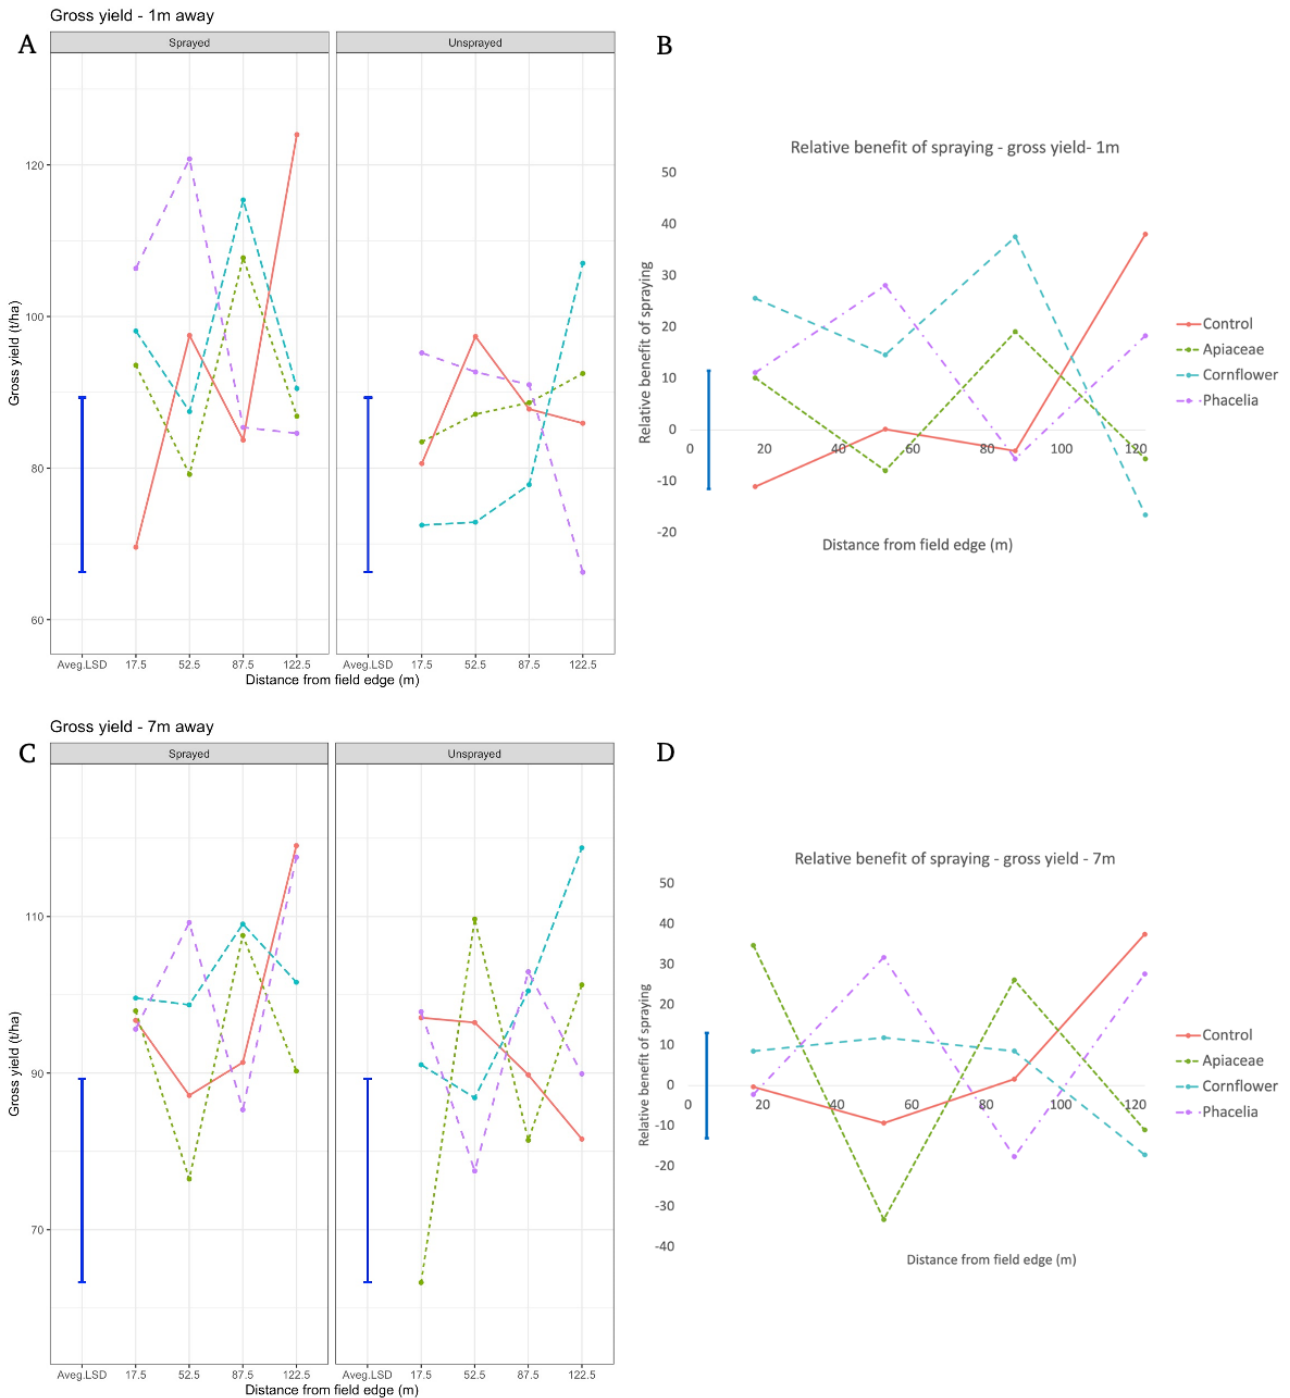 Gross yield - 1m away
A
Sprayed
Unsprayed
120
100
80
60
Gross yield (t/ha)
Aveg.LSD 17.5 52.5 87.5 122.5
Aveg.LSD 17.5 52.5 87.5 122.5
Distance from field edge (m)
B
Relative benefit of spraying - gross yield- 1m
50
40
30
20
10
0
-10
-20
Relative benefit of spraying
0 20 40 60 80 100 120
Distance from field edge (m)
Control
Apiaceae
Cornflower
Phacelia
Gross yield - 7m away
C
Sprayed
Unsprayed
110
90
70
Gross yield (t/ha)
Aveg.LSD 17.5 52.5 87.5 122.5
Aveg.LSD 17.5 52.5 87.5 122.5
Distance from field edge (m)
D
Relative benefit of spraying - gross yield - 7m
50
40
30
20
10
0
-10
-20
-30
-40
Relative benefit of spraying
0 20 40 60 80 100 120
Distance from field edge (m)
Control
Apiaceae
Cornflower
Phacelia